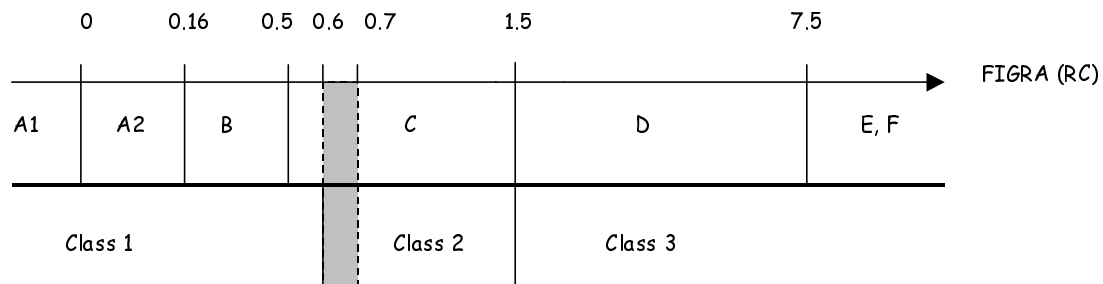 0 0.16 0.5 0.6 0.7 1.5 7.5
FIGRA (RC)
A1 A2 B C D E, F
Class 1 Class 2 Class 3